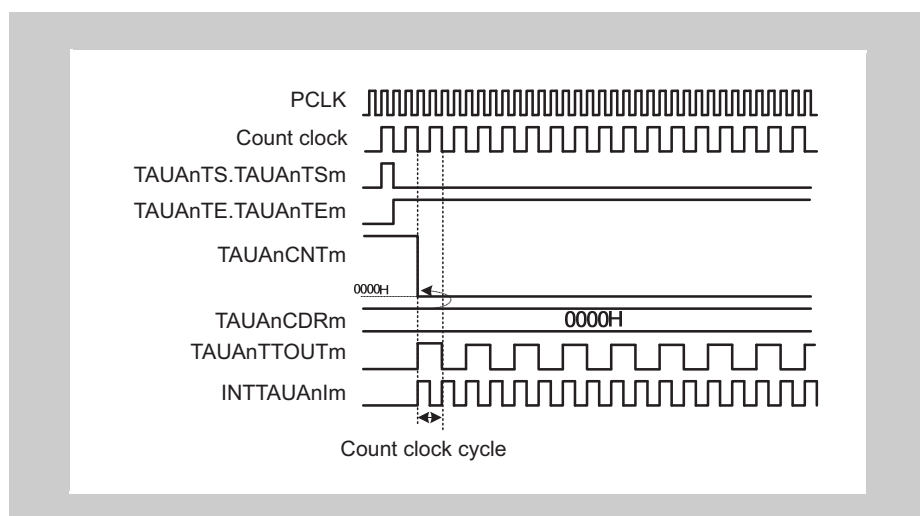 PCLK
Count clock
TAUAnTS.TAUAnTSm
TAUAnTE.TAUAnTEm
TAUAnCNTm
0000H
TAUAnCDRm
0000H
TAUAnTTOUTm
INTTAUAnIm
Count clock cycle